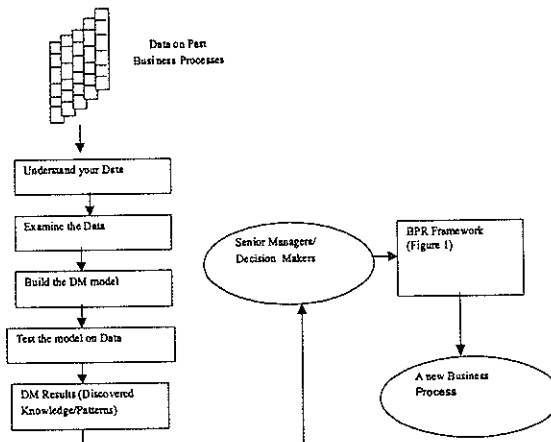 Data on Past
Business Processes
Understand your Data
Examine the Data
Build the DM model
Test the model on Data
DM Results (Discovered
Knowledge/Patterns)
Senior Managers/
Decision Makers
BPR Framework
(Figure 1)
A new Business
Process